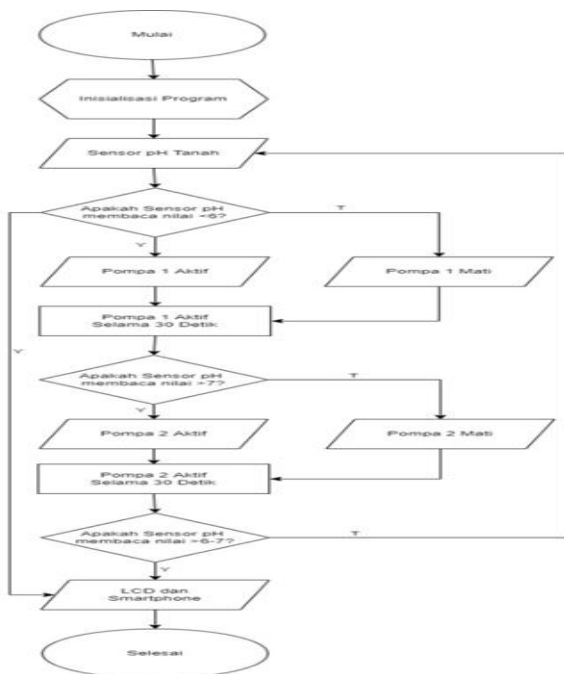 Mulai
Inisialisasi Program
Sensor pH Tanah
Apakah Sensor pH
membaca nilai <6?
T
Y
Pompa 1 Aktif
Pompa 1 Mati
Pompa 1 Aktif
Selama 30 Detik
Y
Apakah Sensor pH
membaca nilai >7?
T
Y
Pompa 2 Aktif
Pompa 2 Mati
Pompa 2 Aktif
Selama 30 Detik
Apakah Sensor pH
membaca nilai >6-7?
T
Y
LCD dan
Smartphone
Selesai